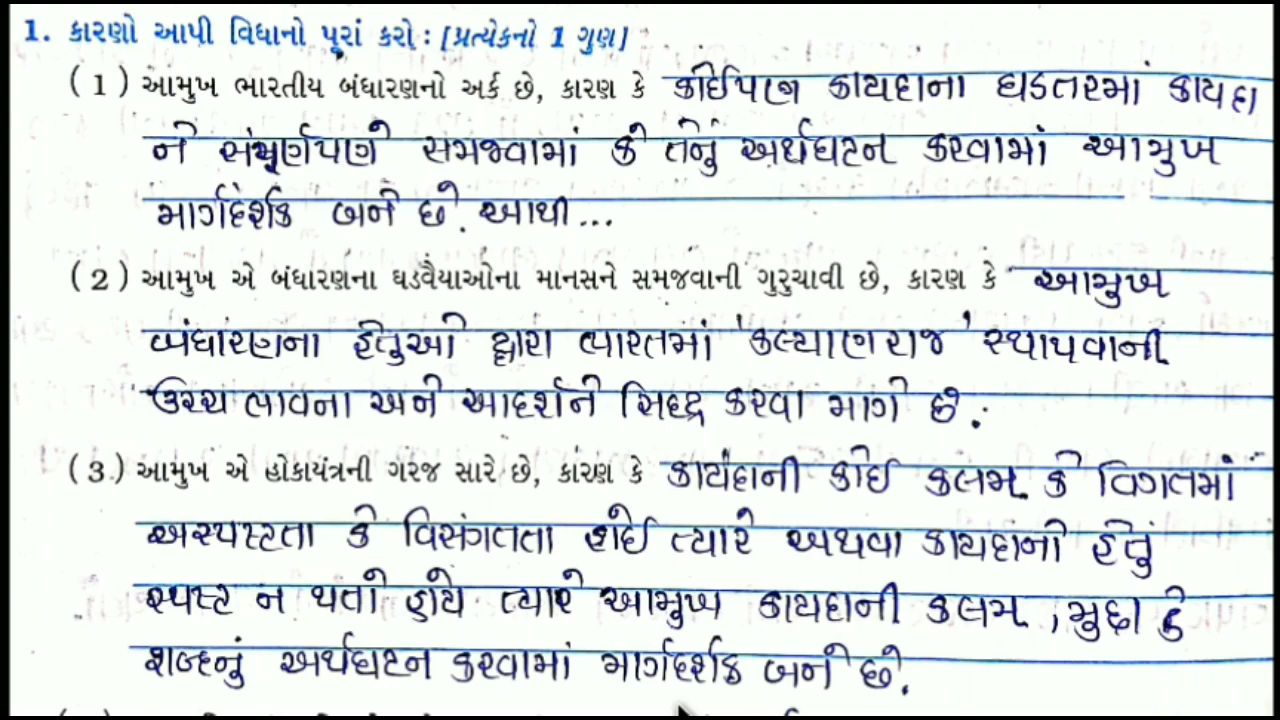 1. કારણો આપી વિધાનો પૂરાં કરો : [પ્રત્યેકનો 1 ગુણ]
(1) આમુખ ભારતીય બંધારણનો અર્ક છે, કારણ કે કોઈપણ કાયદાના ઘડતરમાં કાયદા
ને સંપૂર્ણપણે સમજવામાં કે તેનું અર્થઘટન કરવામાં આમુખ
માર્ગદર્શક બને છે. આથી...
(2) આમુખ એ બંધારણના ઘડવૈયાઓના માનસને સમજવાની ગુરુચાવી છે, કારણ કે આમુખ
બંધારણના હેતુઓ દ્વારા ભારતમાં 'કલ્યાણરાજ' સ્થાપવાની
ઉચ્ચ ભાવના અને આદર્શને સિદ્ધ કરવા માગે છે.
(3) આમુખ એ હોકાયંત્રની ગરજ સારે છે, કારણ કે કાયદાની કોઈ કલમ કે વિગતમાં
અસ્પષ્ટતા કે વિસંગતતા હોઈ ત્યારે અથવા કાયદાનો હેતું
સ્પષ્ટ ન થતો હોય ત્યારે આમુખ કાયદાની કલમ, મુદ્દા કે
શબ્દનું અર્થઘટન કરવામાં માર્ગદર્શક બને છે.